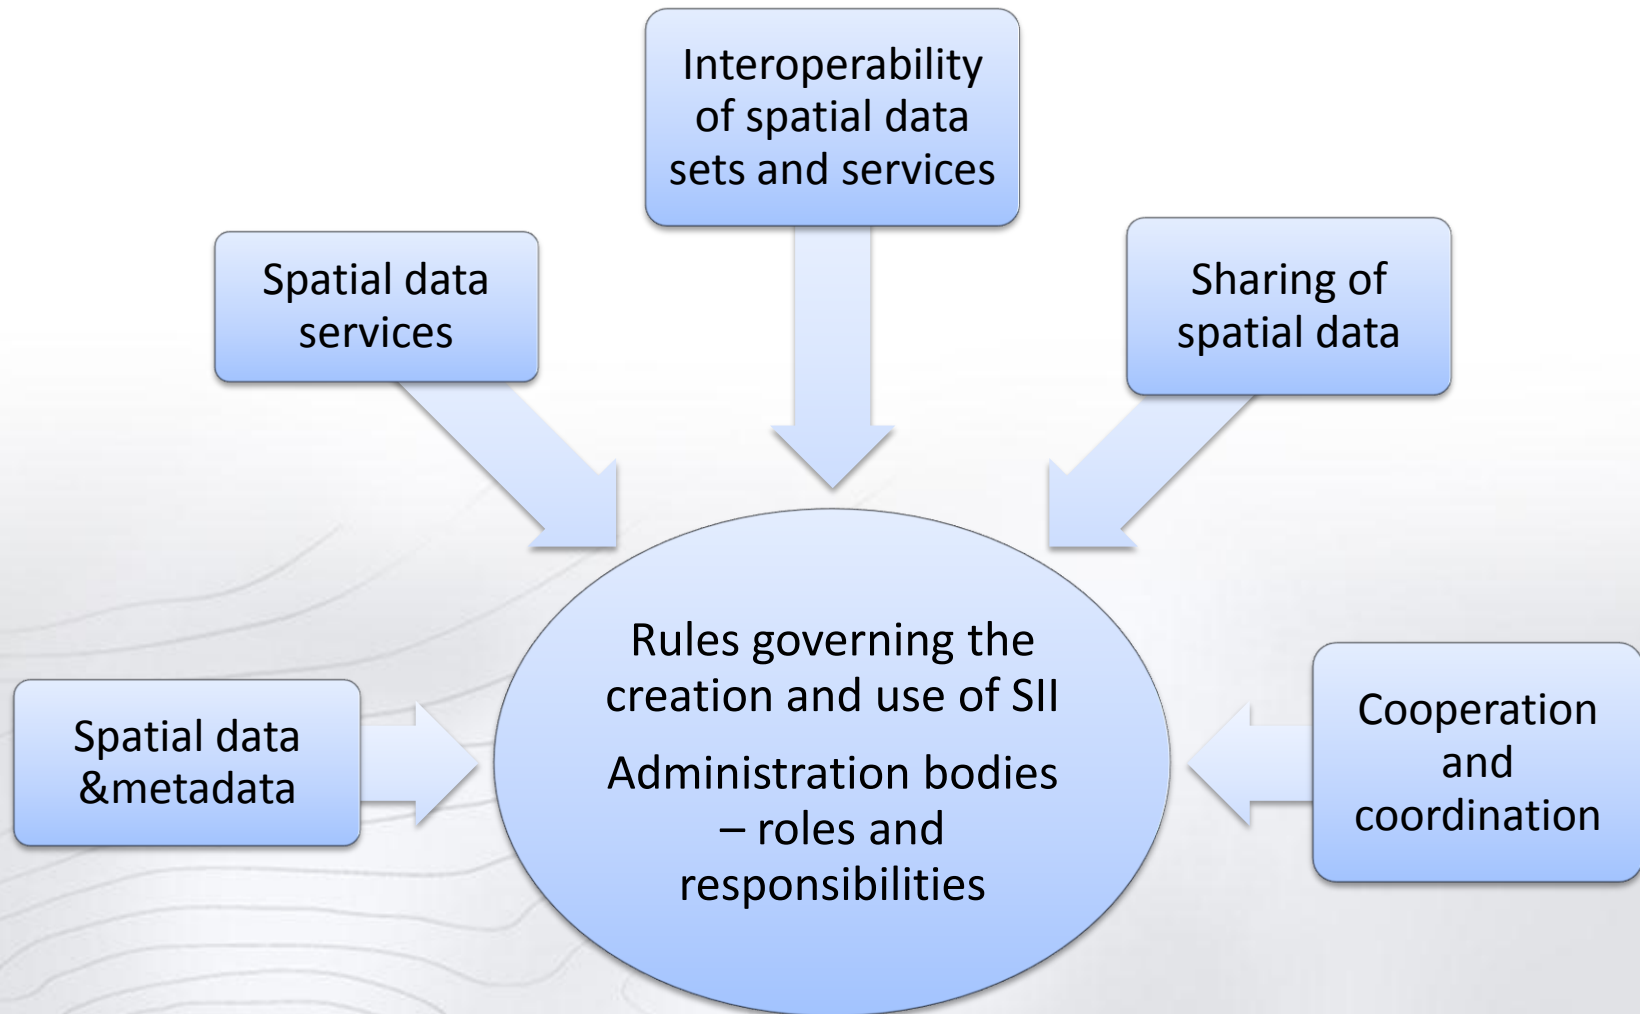 Interoperability
of spatial data
sets and services
Spatial data
services
Sharing of
spatial data
Rules governing the
creation and use of SII
Administration bodies
– roles and
responsibilities
Spatial data
&metadata
Cooperation
and
coordination